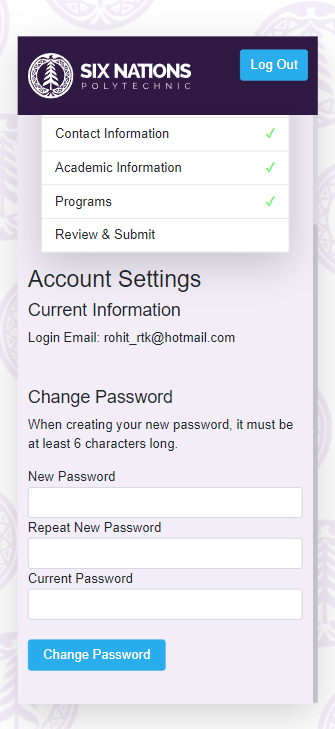 SIX NATIONS
POLYTECHNIC
Log Out
Contact Information ✓
Academic Information ✓
Programs ✓
Review & Submit
Account Settings
Current Information
Login Email: rohit_rtk@hotmail.com
Change Password
When creating your new password, it must be
at least 6 characters long.
New Password
Repeat New Password
Current Password
Change Password